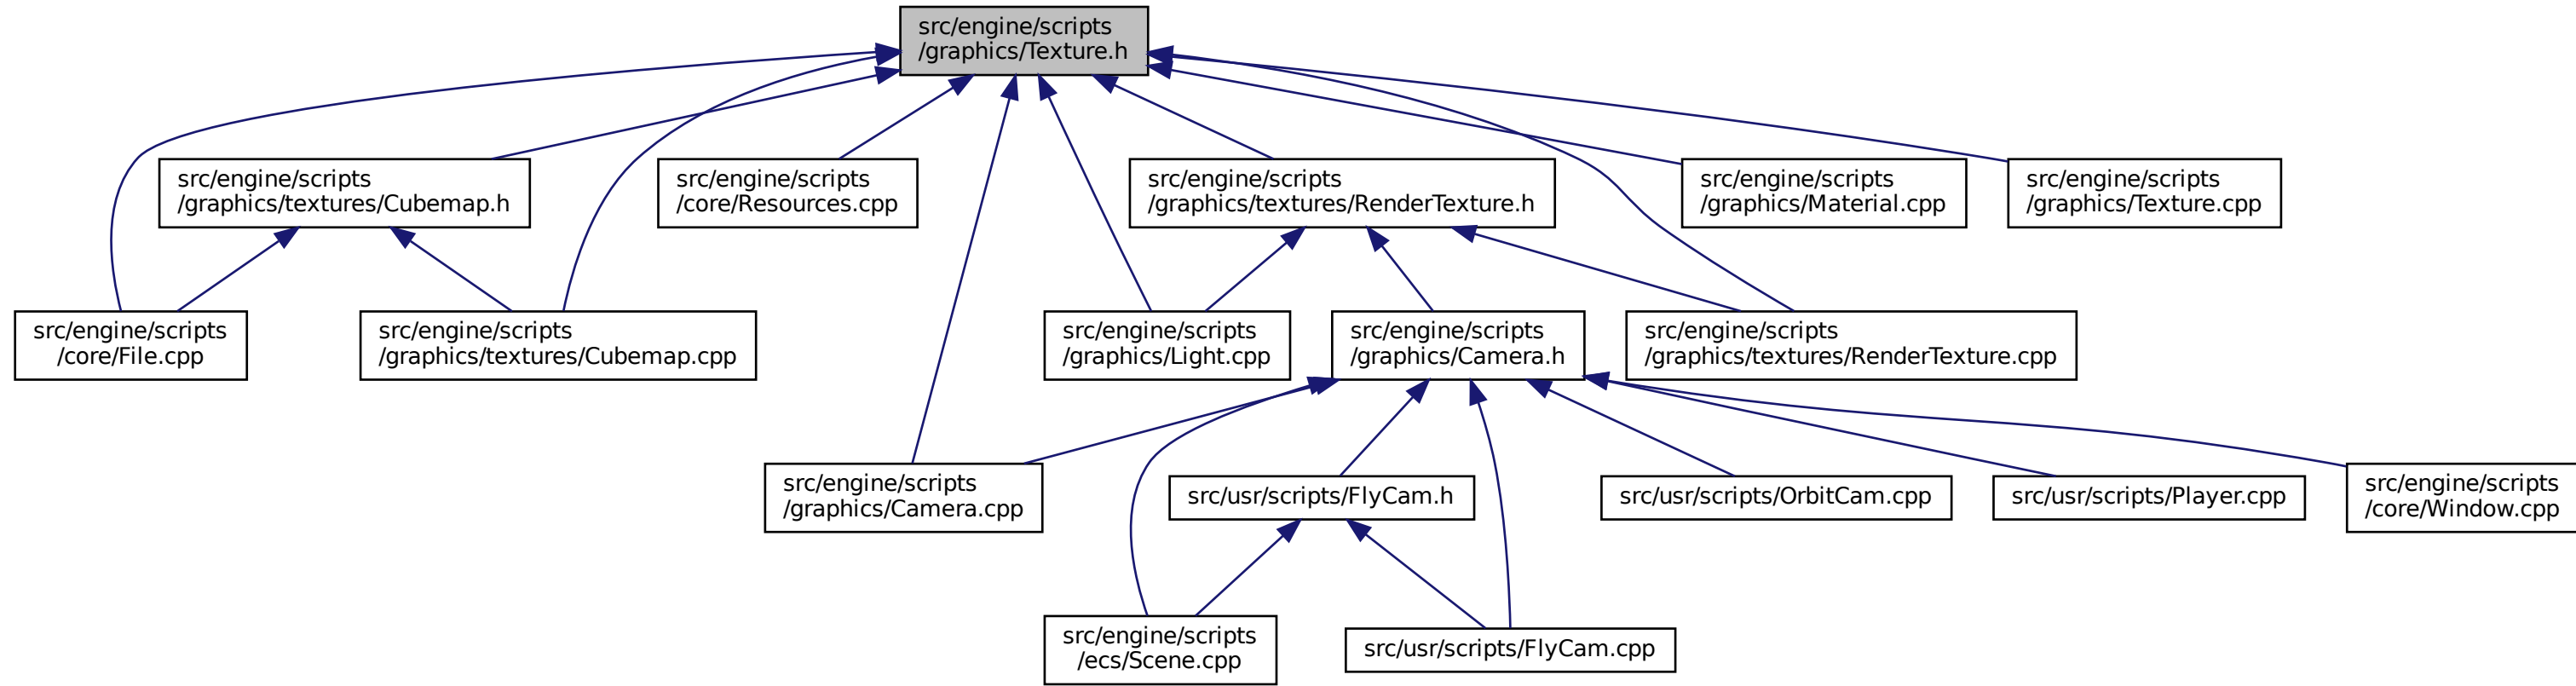 src/engine/scripts
/graphics/Texture.h
src/engine/scripts
/graphics/textures/Cubemap.h
src/engine/scripts
/core/Resources.cpp
src/engine/scripts
/graphics/textures/RenderTexture.h
src/engine/scripts
/graphics/Material.cpp
src/engine/scripts
/graphics/Texture.cpp
src/engine/scripts
/core/File.cpp
src/engine/scripts
/graphics/textures/Cubemap.cpp
src/engine/scripts
/graphics/Light.cpp
src/engine/scripts
/graphics/Camera.h
src/engine/scripts
/graphics/textures/RenderTexture.cpp
src/engine/scripts
/graphics/Camera.cpp
src/usr/scripts/FlyCam.h
src/usr/scripts/OrbitCam.cpp
src/usr/scripts/Player.cpp
src/engine/scripts
/core/Window.cpp
src/engine/scripts
/ecs/Scene.cpp
src/usr/scripts/FlyCam.cpp